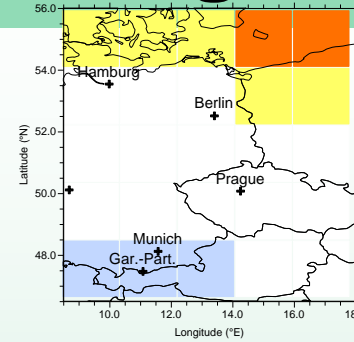 56.0
54.0
Hamburg
Berlin
52.0
Latitude (°N)
50.0
Prague
Munich
48.0
Gar.-Part.
10.0 12.0 14.0 16.0 18
Longitude (°E)